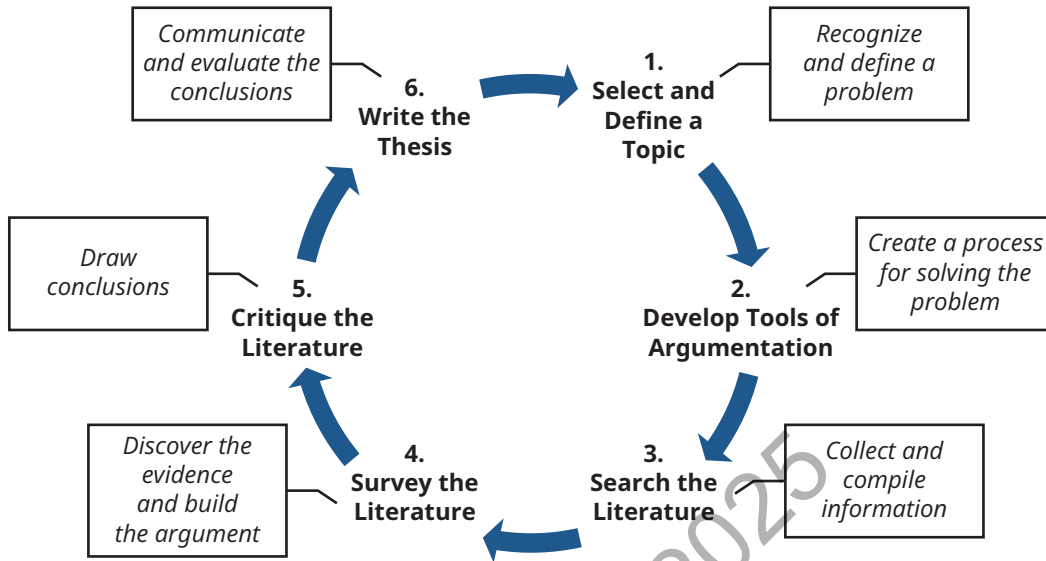 Communicate
and evaluate the
conclusions
6.
Write the
Thesis
1.
Select and
Define a
Topic
Recognize
and define a
problem
2.
Develop Tools of
Argumentation
Create a process
for solving the
problem
3.
Search the
Literature
Collect and
compile
information
4.
Survey the
Literature
Discover the
evidence
and build
the argument
5.
Critique the
Literature
Draw
conclusions
2025